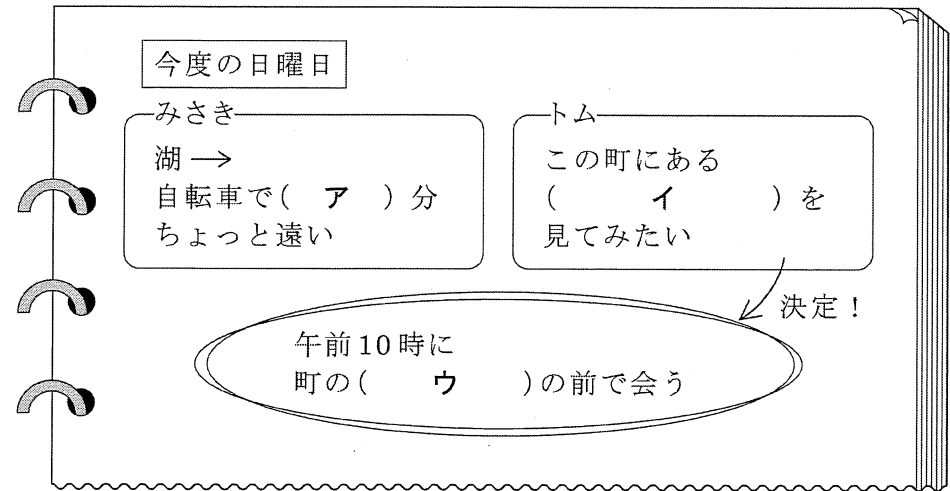 今度の日曜日
みさき
湖→
自転車で( ア )分
ちょっと遠い
トム
この町にある
( イ )を
見てみたい
決定!
午前10時に
町の( ウ )の前で会う